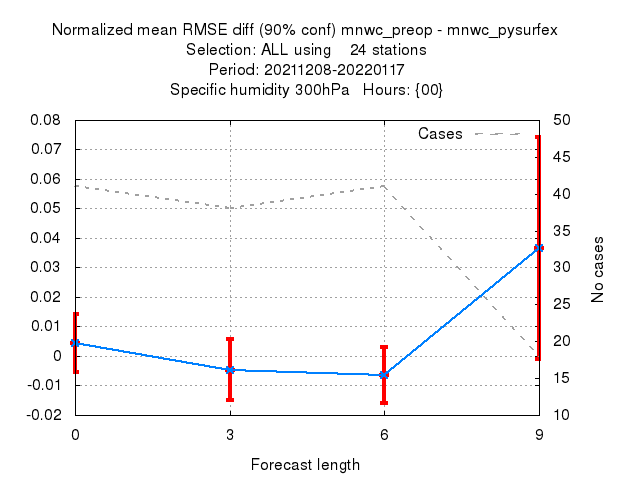 Normalized mean RMSE diff (90% conf) mnwc_preop - mnwc_pysurfex
Selection: ALL using    24 stations
Period: 20211208-20220117
Specific humidity 300hPa   Hours: {00}
Cases
0.08
0.07
0.06
0.05
0.04
0.03
0.02
0.01
0
-0.01
-0.02
50
45
40
35
30
25
20
15
10
No cases
0 3 6 9
Forecast length